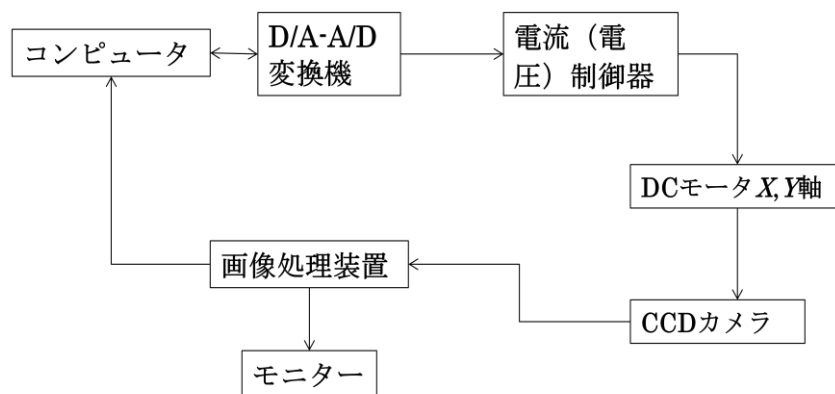 コンピュータ
D/A-A/D
変換機
電流（電
圧）制御器
DCモータX,Y軸
画像処理装置
CCDカメラ
モニター